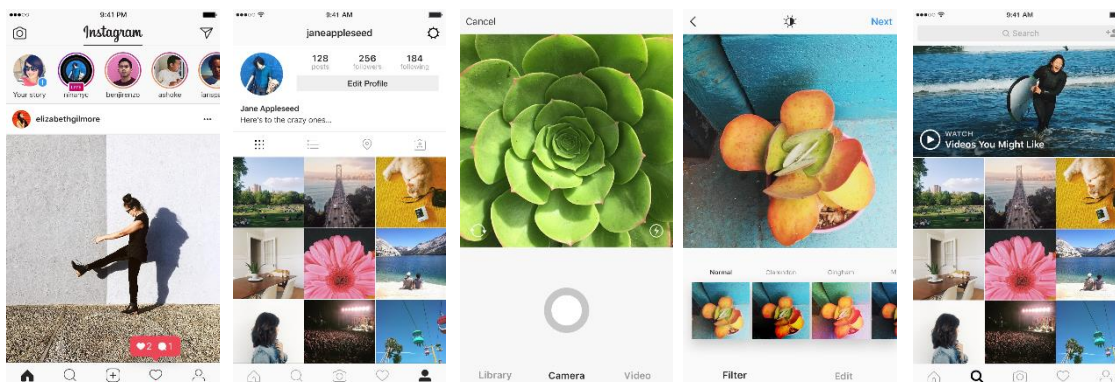 9:41 PM
Instagram
Your story
LIVE
ninanyc
benjirenzo
ashoke
elizabethgilmore
2 1
9:41 AM
janeappleseed
128 256 184
posts followers following
Edit Profile
Jane Appleseed
Here's to the crazy ones...
Cancel
Library Camera Video
Next
Normal Clarendon Gingham M
Filter Edit
9:41 AM
Search
WATCH
Videos You Might Like